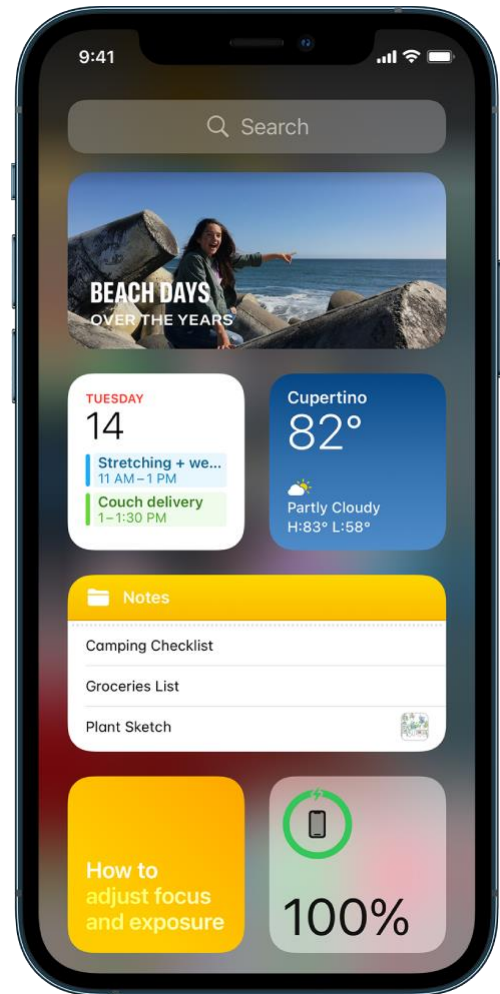 9:41
Search
BEACH DAYS
OVER THE YEARS
TUESDAY
14
Stretching + we...
11 AM–1 PM
Couch delivery
1–1:30 PM
Cupertino
82°
Partly Cloudy
H:83° L:58°
Notes
Camping Checklist
Groceries List
Plant Sketch
How to
adjust focus
and exposure
100%